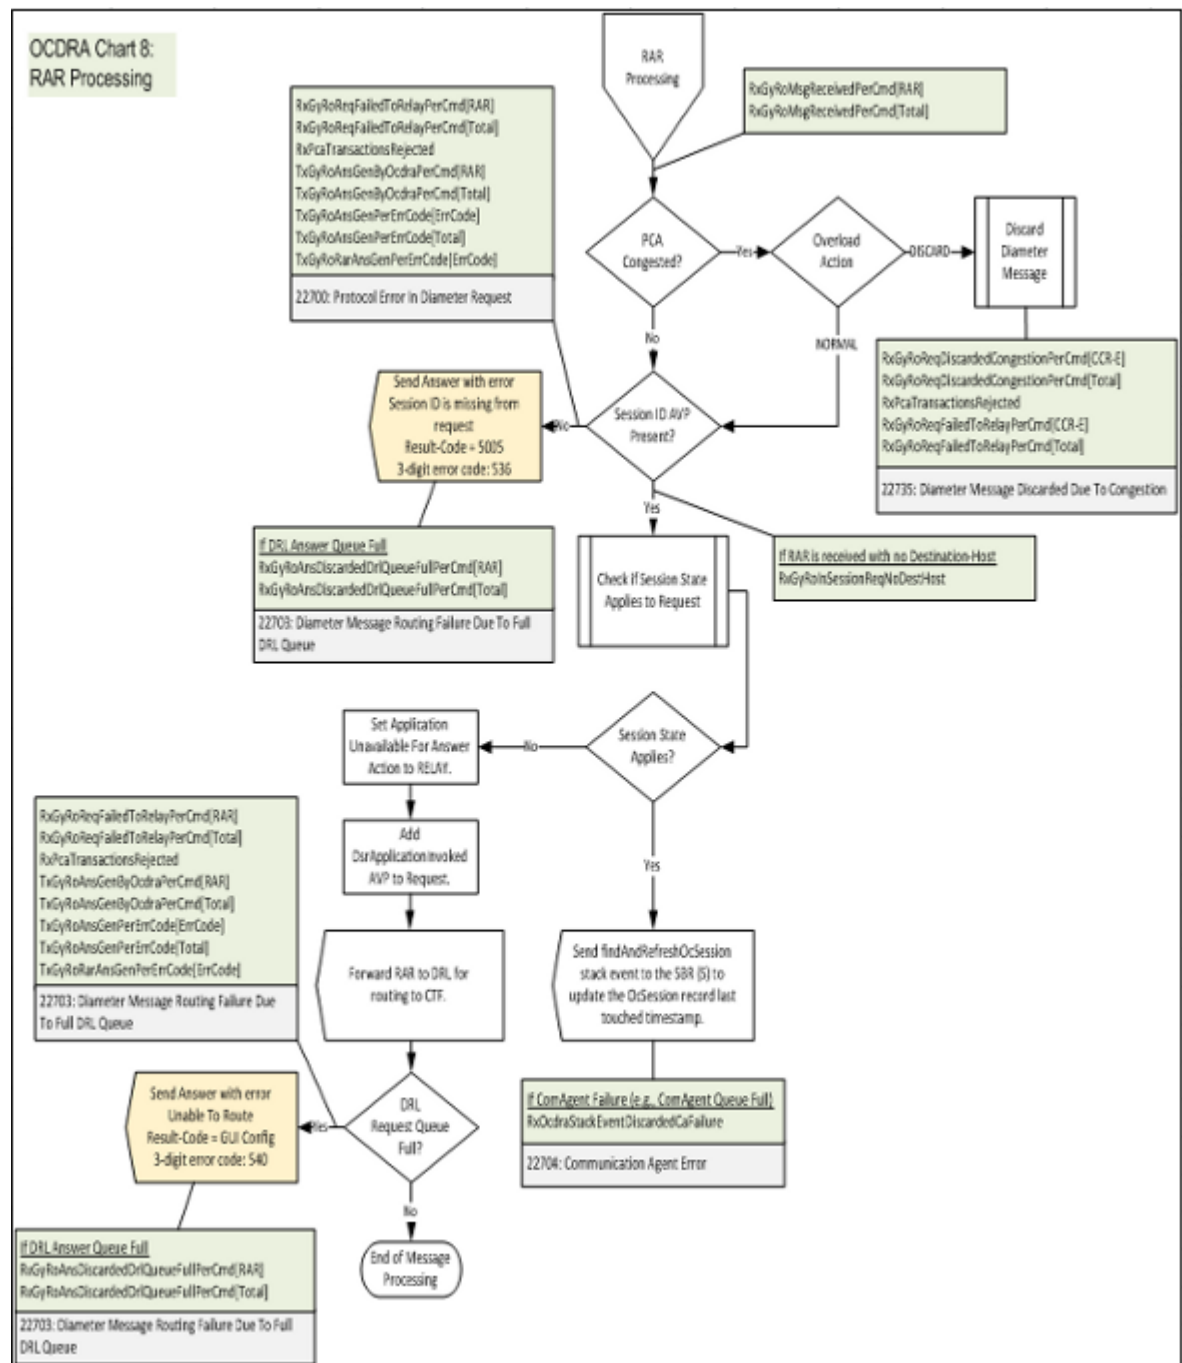 OCDRA Chart 8:
RAR Processing
RAR
Processing
RxGyRoMsgReceivedPerCmd[RAR]
RxGyRoMsgReceivedPerCmd[Total]
RxGyRoReqFailedToRelayPerCmd[RAR]
RxGyRoReqFailedToRelayPerCmd[Total]
RxPcaTransactionsRejected
TxGyRoAnsGenByOcdraPerCmd[RAR]
TxGyRoAnsGenByOcdraPerCmd[Total]
TxGyRoAnsGenPerErrCode[ErrCode]
TxGyRoAnsGenPerErrCode[Total]
TxGyRoRarAnsGenPerErrCode[ErrCode]
22700: Protocol Error In Diameter Request
PCA
Congested?
Yes
Overload
Action
DISCARD
Discard
Diameter
Message
No
NORMAL
RxGyRoReqDiscardedCongestionPerCmd[CCR-E]
RxGyRoReqDiscardedCongestionPerCmd[Total]
RxPcaTransactionsRejected
RxGyRoReqFailedToRelayPerCmd[CCR-E]
RxGyRoReqFailedToRelayPerCmd[Total]
22735: Diameter Message Discarded Due To Congestion
Send Answer with error
Session ID is missing from
request
Result-Code = 5005
3-digit error code: 536
No
Session ID AVP
Present?
Yes
If DRL Answer Queue Full
RxGyRoAnsDiscardedDrlQueueFullPerCmd[RAR]
RxGyRoAnsDiscardedDrlQueueFullPerCmd[Total]
22703: Diameter Message Routing Failure Due To Full
DRL Queue
If RAR is received with no Destination-Host
RxGyRoInSessionReqNoDestHost
Check if Session State
Applies to Request
Session State
Applies?
No
Set Application
Unavailable For Answer
Action to RELAY.
Add
DsrApplicationInvoked
AVP to Request.
Yes
RxGyRoReqFailedToRelayPerCmd[RAR]
RxGyRoReqFailedToRelayPerCmd[Total]
RxPcaTransactionsRejected
TxGyRoAnsGenByOcdraPerCmd[RAR]
TxGyRoAnsGenByOcdraPerCmd[Total]
TxGyRoAnsGenPerErrCode[ErrCode]
TxGyRoAnsGenPerErrCode[Total]
TxGyRoRarAnsGenPerErrCode[ErrCode]
22703: Diameter Message Routing Failure Due
To Full DRL Queue
Forward RAR to DRL for
routing to CTF.
Send findAndRefreshOcSession
stack event to the SBR (S) to
update the OcSession record last
touched timestamp.
If ComAgent Failure (e.g., ComAgent Queue Full)
RxOcdraStackEventDiscardedCaFailure
22704: Communication Agent Error
Send Answer with error
Unable To Route
Result-Code = GUI Config
3-digit error code: 540
Yes
DRL
Request Queue
Full?
No
End of Message
Processing
If DRL Answer Queue Full
RxGyRoAnsDiscardedDrlQueueFullPerCmd[RAR]
RxGyRoAnsDiscardedDrlQueueFullPerCmd[Total]
22703: Diameter Message Routing Failure Due To Full
DRL Queue